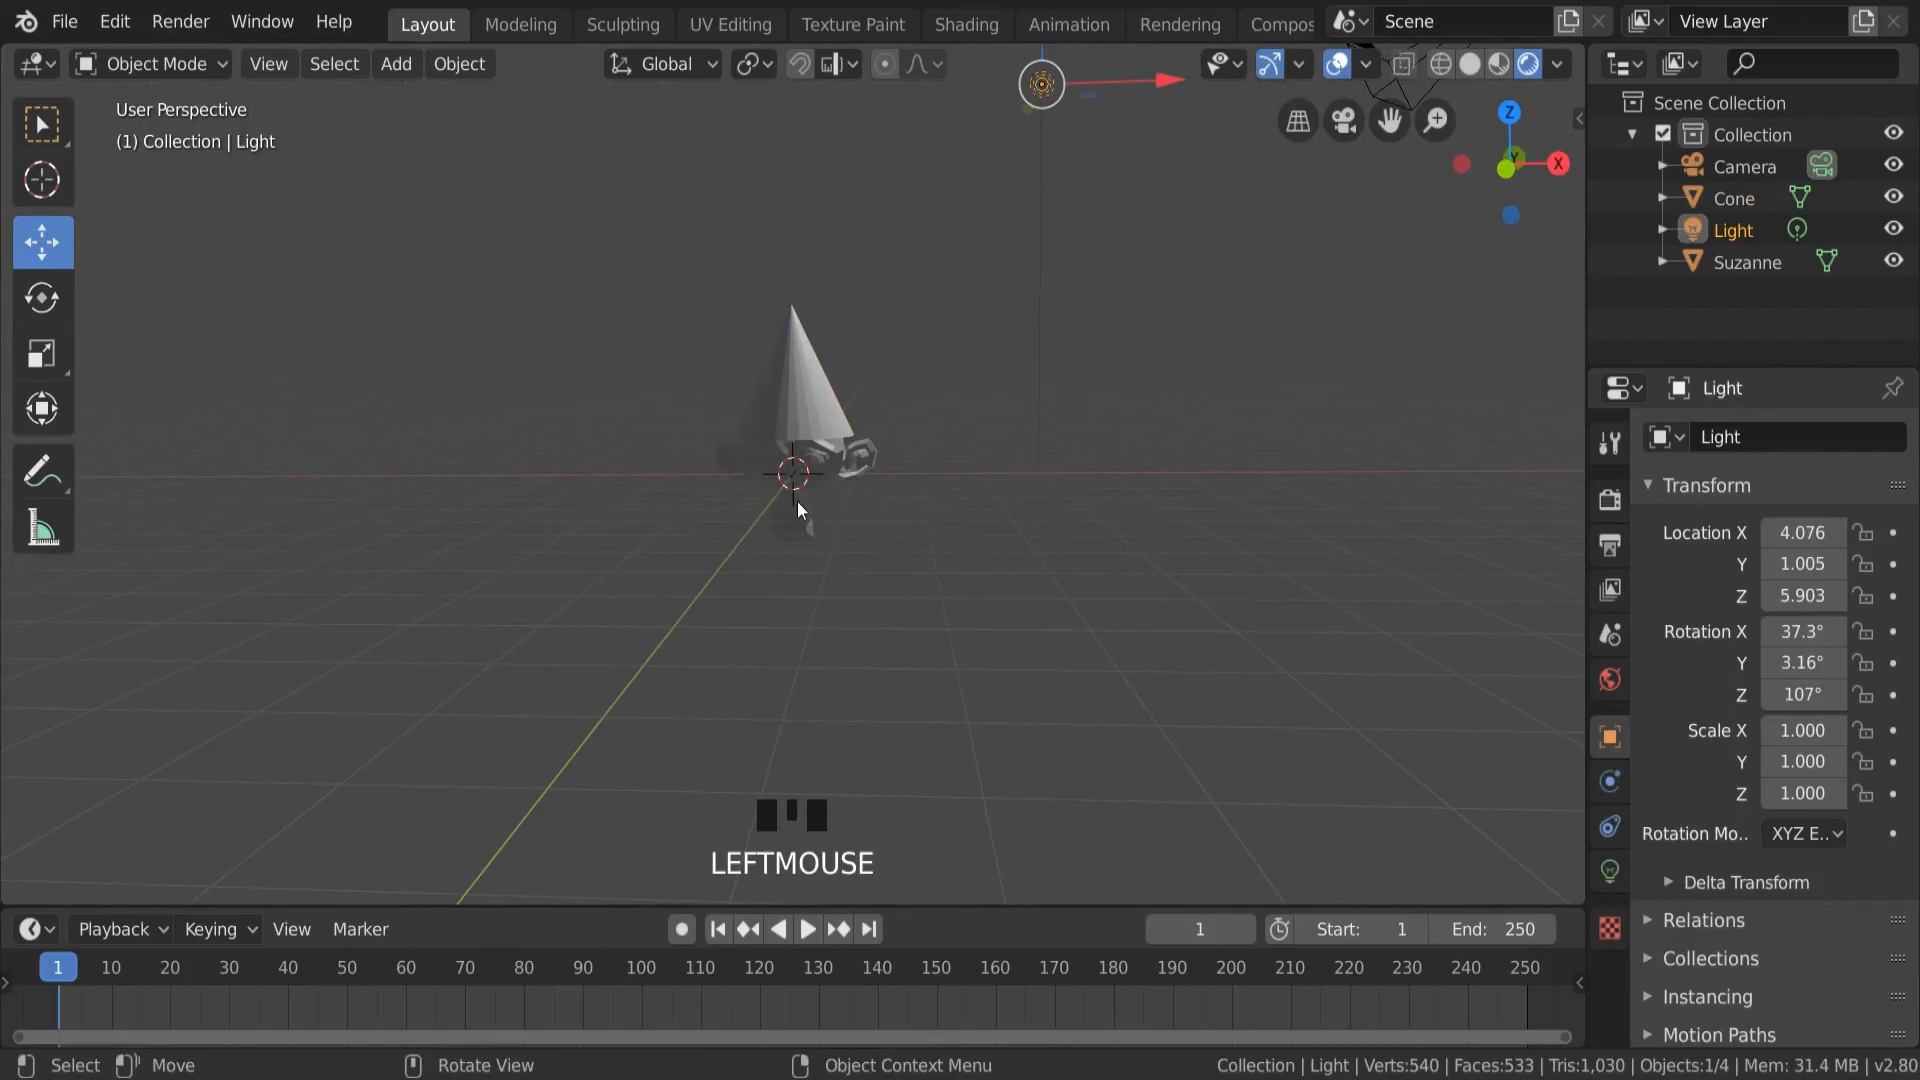 File Edit Render Window Help Layout Modeling Sculpting UV Editing Texture Paint Shading Animation Rendering Compos Scene View Layer
Object Mode View Select Add Object Global
User Perspective
(1) Collection | Light
Z
Y
X
Scene Collection
Collection
Camera
Cone
Light
Suzanne
Light
Light
Transform
Location X 4.076
Y 1.005
Z 5.903
Rotation X 37.3°
Y 3.16°
Z 107°
Scale X 1.000
Y 1.000
Z 1.000
Rotation Mo.. XYZ E..
Delta Transform
Relations
Collections
Instancing
Motion Paths
LEFTMOUSE
Playback Keying View Marker 1 Start: 1 End: 250
1 10 20 30 40 50 60 70 80 90 100 110 120 130 140 150 160 170 180 190 200 210 220 230 240 250
Select Move Rotate View Object Context Menu Collection | Light | Verts:540 | Faces:533 | Tris:1,030 | Objects:1/4 | Mem: 31.4 MB | v2.80